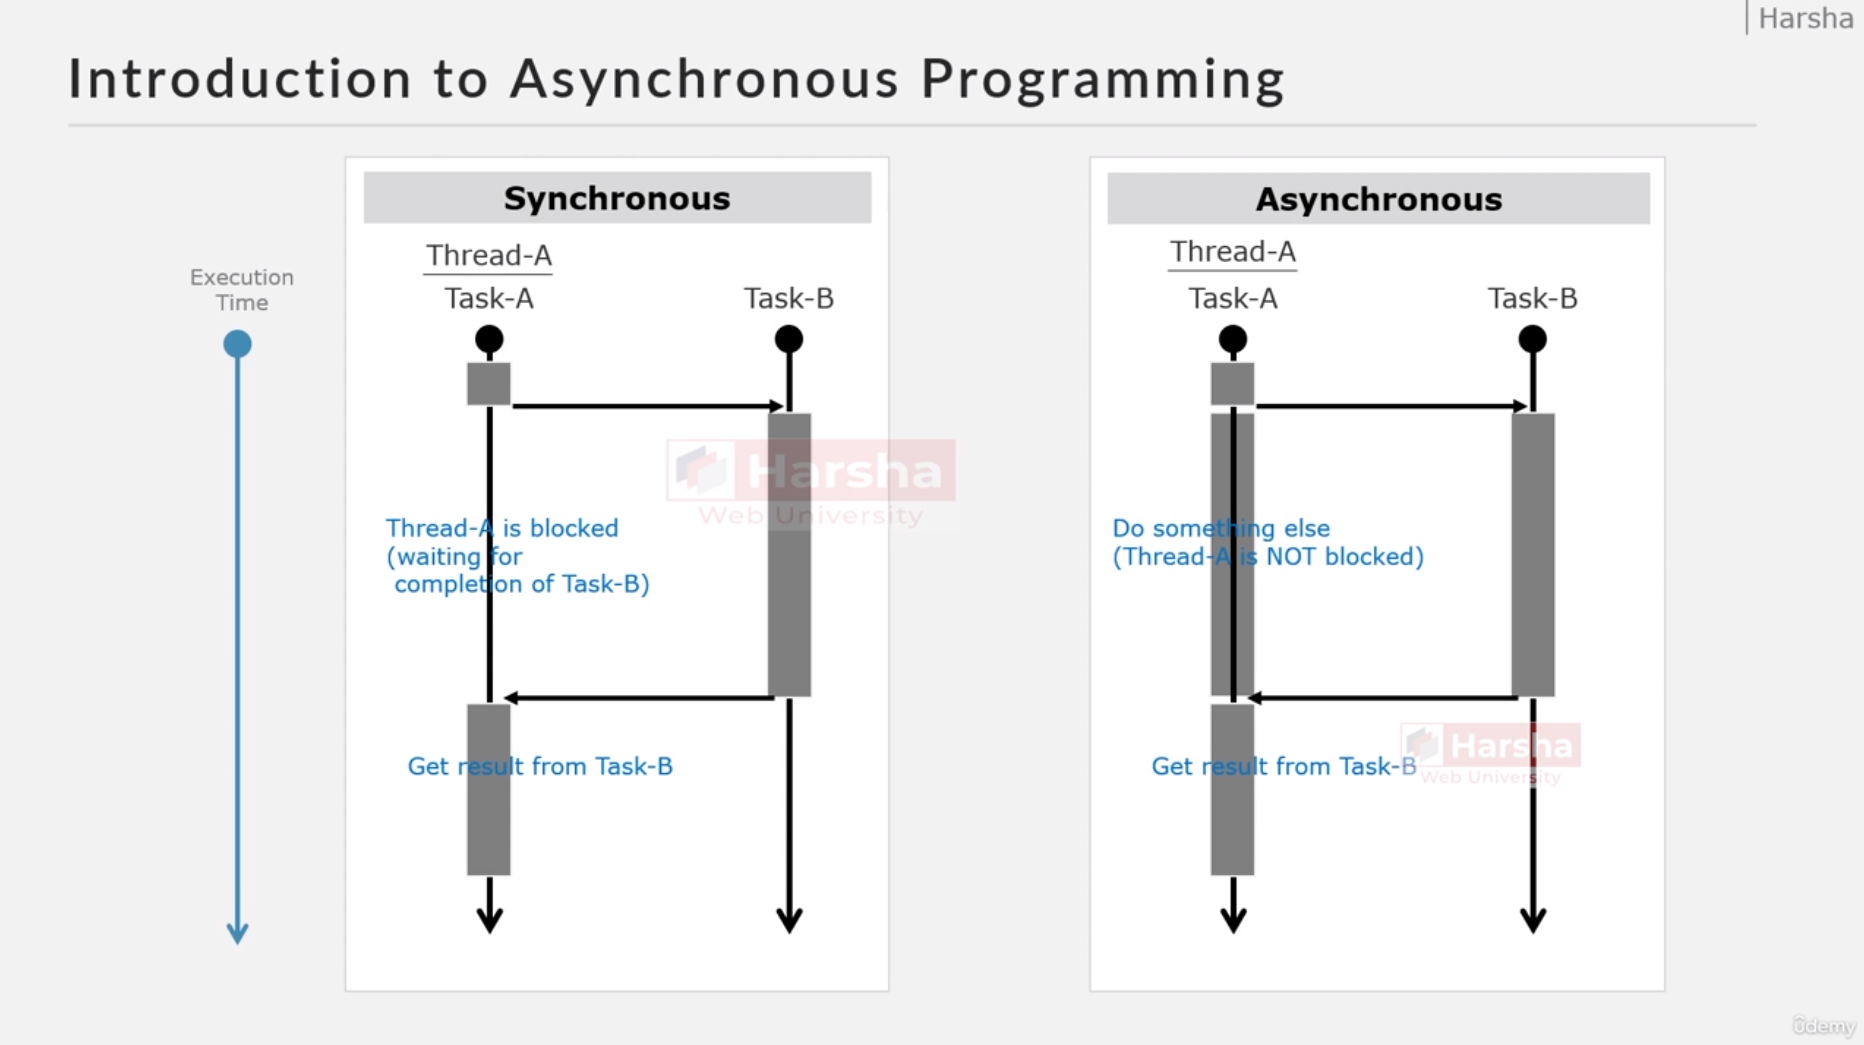 Harsha
Introduction to Asynchronous Programming
Execution
Time
Synchronous
Thread-A
Task-A
Task-B
Thread-A is blocked
(waiting for
completion of Task-B)
Get result from Task-B
Harsha
Web University
Asynchronous
Thread-A
Task-A
Task-B
Do something else
(Thread-A is NOT blocked)
Get result from Task-B
Harsha
Web University
ûdemy